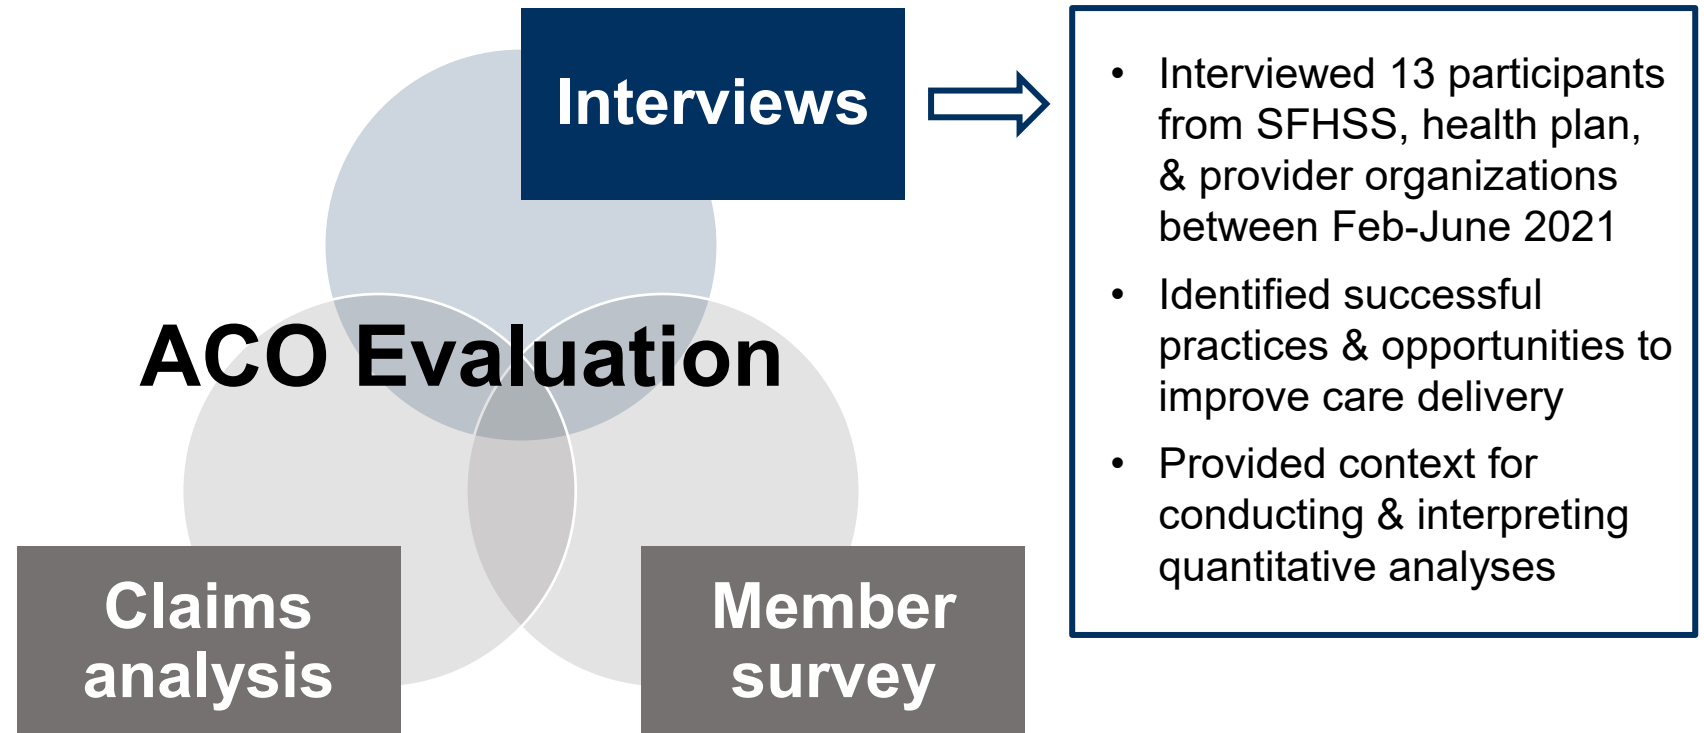 Interviews
ACO Evaluation
Claims
analysis
Member
survey
• Interviewed 13 participants
from SFHSS, health plan,
& provider organizations
between Feb-June 2021
• Identified successful
practices & opportunities to
improve care delivery
• Provided context for
conducting & interpreting
quantitative analyses